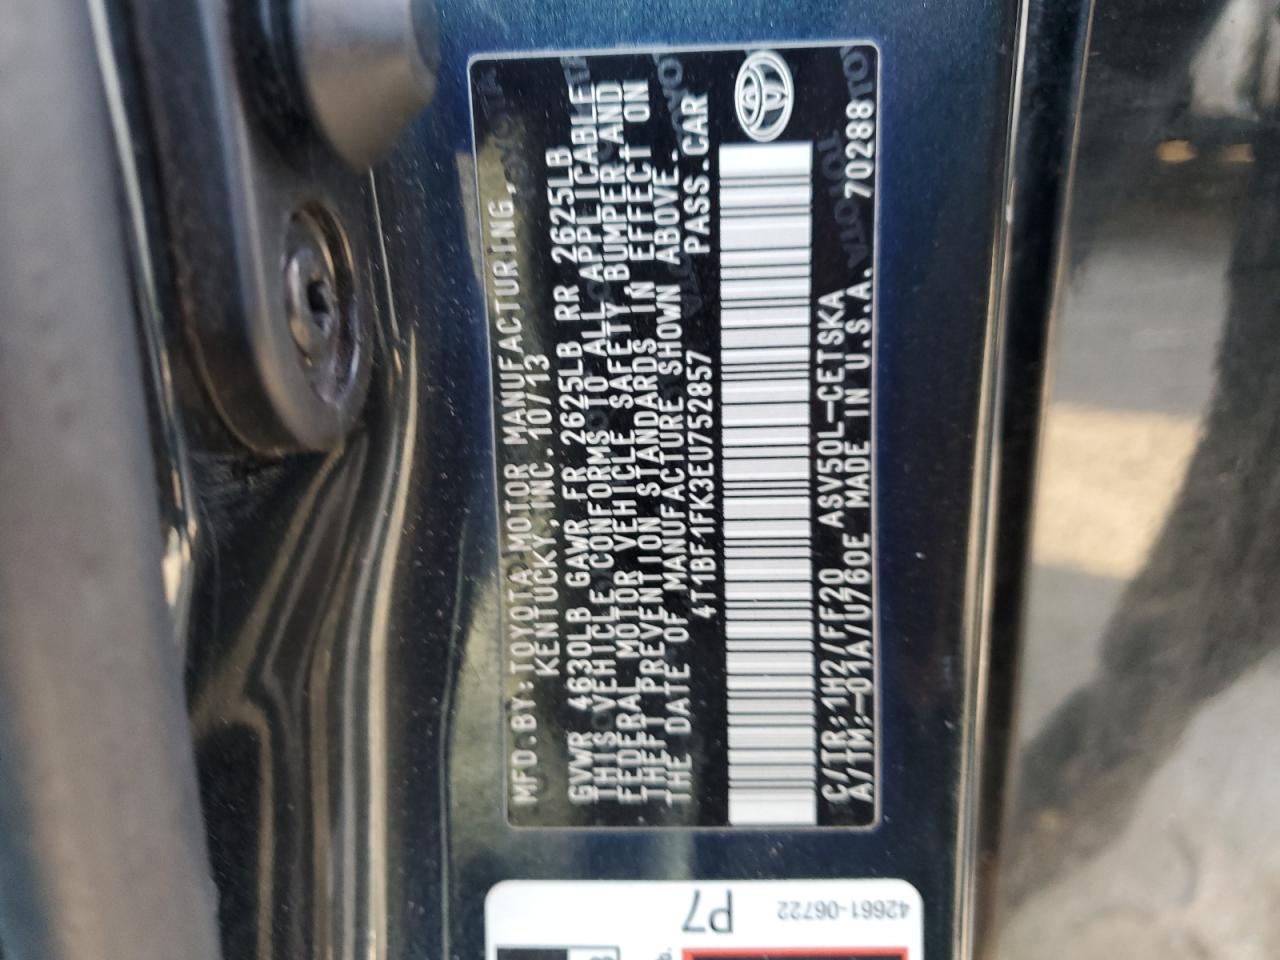 MFD.BY:TOYOTA MOTOR MANUFACTURING,
KENTUCKY,INC. 10/13
GVWR 4630LB GAWR FR 2625LB RR 2625LB
THIS VEHICLE CONFORMS TO ALL APPLICABLE
FEDERAL MOTOR VEHICLE SAFETY,BUMPER,AND
THEFT PREVENTION STANDARDS IN EFFECT ON
THE DATE OF MANUFACTURE SHOWN ABOVE.
4T1BF1FK3EU752857 PASS.CAR
C/TR:1H2/FF20 ASV50L-CETSKA
A/TM:-01A/U760E MADE IN U.S.A. 70288
P7
42661-06722